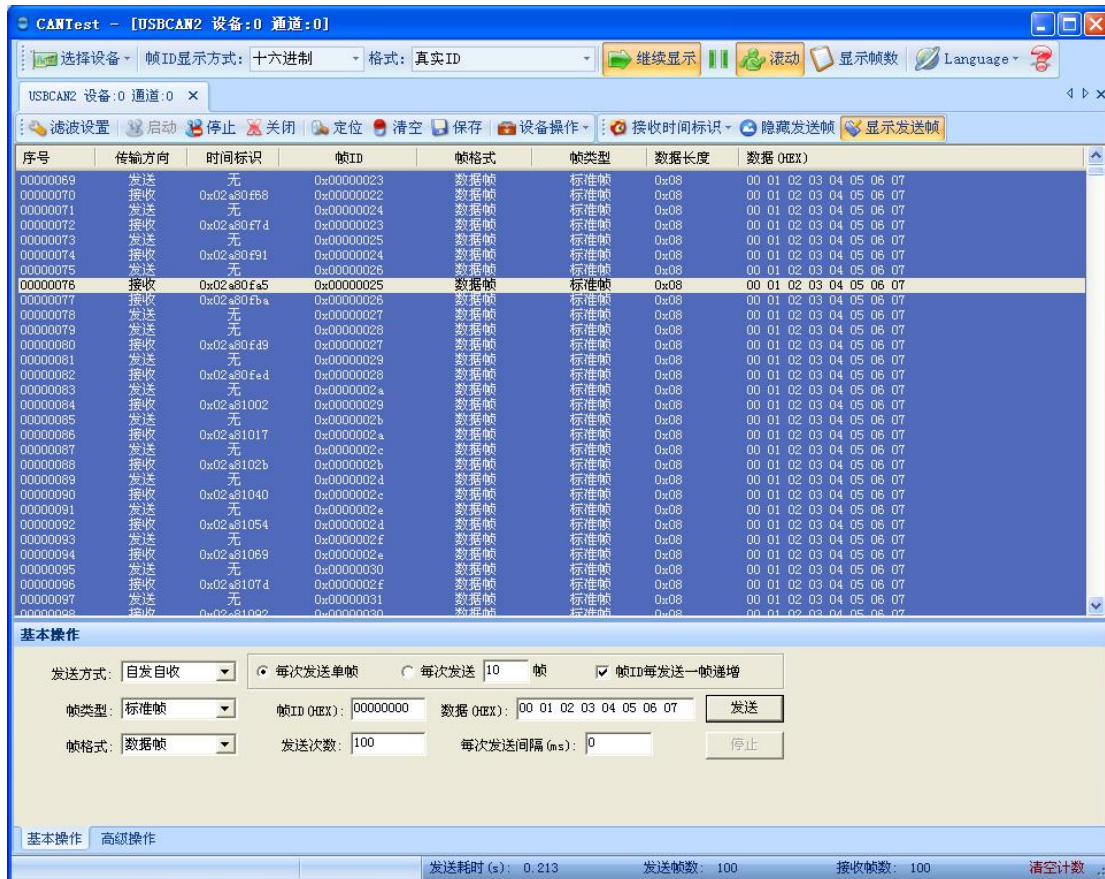 CANTest - [USBCAN2 设备:0 通道:0]
选择设备 帧ID显示方式: 十六进制 格式: 真实ID 继续显示 滚动 显示帧数 Language
USBCAN2 设备:0 通道:0
滤波设置 启动 停止 关闭 定位 清空 保存 设备操作 接收时间标识 隐藏发送帧 显示发送帧
序号 传输方向 时间标识 帧ID 帧格式 帧类型 数据长度 数据(HEX)
00000069 发送 无 0x00000023 数据帧 标准帧 0x08 00 01 02 03 04 05 06 07
00000070 接收 0x02a80f68 0x00000022 数据帧 标准帧 0x08 00 01 02 03 04 05 06 07
00000071 发送 无 0x00000024 数据帧 标准帧 0x08 00 01 02 03 04 05 06 07
00000072 接收 0x02a80f7d 0x00000023 数据帧 标准帧 0x08 00 01 02 03 04 05 06 07
00000073 发送 无 0x00000025 数据帧 标准帧 0x08 00 01 02 03 04 05 06 07
00000074 接收 0x02a80f91 0x00000024 数据帧 标准帧 0x08 00 01 02 03 04 05 06 07
00000075 发送 无 0x00000026 数据帧 标准帧 0x08 00 01 02 03 04 05 06 07
00000076 接收 0x02a80fa5 0x00000025 数据帧 标准帧 0x08 00 01 02 03 04 05 06 07
00000077 接收 0x02a80fba 0x00000026 数据帧 标准帧 0x08 00 01 02 03 04 05 06 07
00000078 发送 无 0x00000027 数据帧 标准帧 0x08 00 01 02 03 04 05 06 07
00000079 发送 无 0x00000028 数据帧 标准帧 0x08 00 01 02 03 04 05 06 07
00000080 接收 0x02a80fd9 0x00000027 数据帧 标准帧 0x08 00 01 02 03 04 05 06 07
00000081 发送 无 0x00000029 数据帧 标准帧 0x08 00 01 02 03 04 05 06 07
00000082 接收 0x02a80fed 0x00000028 数据帧 标准帧 0x08 00 01 02 03 04 05 06 07
00000083 发送 无 0x0000002a 数据帧 标准帧 0x08 00 01 02 03 04 05 06 07
00000084 接收 0x02a81002 0x00000029 数据帧 标准帧 0x08 00 01 02 03 04 05 06 07
00000085 发送 无 0x0000002b 数据帧 标准帧 0x08 00 01 02 03 04 05 06 07
00000086 接收 0x02a81017 0x0000002a 数据帧 标准帧 0x08 00 01 02 03 04 05 06 07
00000087 发送 无 0x0000002c 数据帧 标准帧 0x08 00 01 02 03 04 05 06 07
00000088 接收 0x02a8102b 0x0000002b 数据帧 标准帧 0x08 00 01 02 03 04 05 06 07
00000089 发送 无 0x0000002d 数据帧 标准帧 0x08 00 01 02 03 04 05 06 07
00000090 接收 0x02a81040 0x0000002c 数据帧 标准帧 0x08 00 01 02 03 04 05 06 07
00000091 发送 无 0x0000002e 数据帧 标准帧 0x08 00 01 02 03 04 05 06 07
00000092 接收 0x02a81054 0x0000002d 数据帧 标准帧 0x08 00 01 02 03 04 05 06 07
00000093 发送 无 0x0000002f 数据帧 标准帧 0x08 00 01 02 03 04 05 06 07
00000094 接收 0x02a81069 0x0000002e 数据帧 标准帧 0x08 00 01 02 03 04 05 06 07
00000095 发送 无 0x00000030 数据帧 标准帧 0x08 00 01 02 03 04 05 06 07
00000096 接收 0x02a8107d 0x0000002f 数据帧 标准帧 0x08 00 01 02 03 04 05 06 07
00000097 发送 无 0x00000031 数据帧 标准帧 0x08 00 01 02 03 04 05 06 07
00000098 接收 0x02a81092 0x00000030 数据帧 标准帧 0x08 00 01 02 03 04 05 06 07
基本操作
发送方式: 自发自收 每次发送单帧 每次发送 10 帧 帧ID每发送一帧递增
帧类型: 标准帧 帧ID(HEX): 00000000 数据(HEX): 00 01 02 03 04 05 06 07 发送
帧格式: 数据帧 发送次数: 100 每次发送间隔(ms): 0 停止
基本操作 高级操作
发送耗时(s): 0.213 发送帧数: 100 接收帧数: 100 清空计数